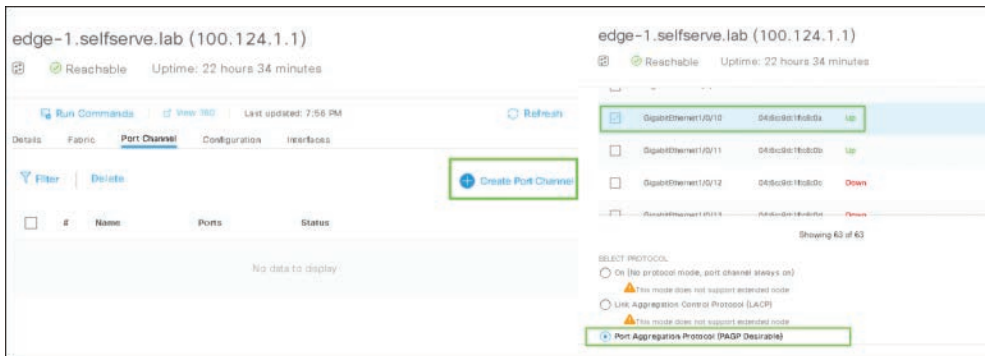 edge-1.selfserve.lab (100.124.1.1)
Reachable Uptime: 22 hours 34 minutes
Run Commands View 360 Last updated: 7:56 PM Refresh
Details Fabric Port Channel Configuration Interfaces
Filter Delete Create Port Channel
# Name Ports Status
No data to display
edge-1.selfserve.lab (100.124.1.1)
Reachable Uptime: 22 hours 34 minutes
GigabitEthernet1/0/10 Up
GigabitEthernet1/0/11 Up
GigabitEthernet1/0/12 Down
GigabitEthernet1/0/13 Down
Showing 63 of 63
SELECT PROTOCOL
On (No protocol mode, port channel always on)
This mode does not support extended node
Link Aggregation Control Protocol (LACP)
This mode does not support extended node
Port Aggregation Protocol (PAGP Desirable)